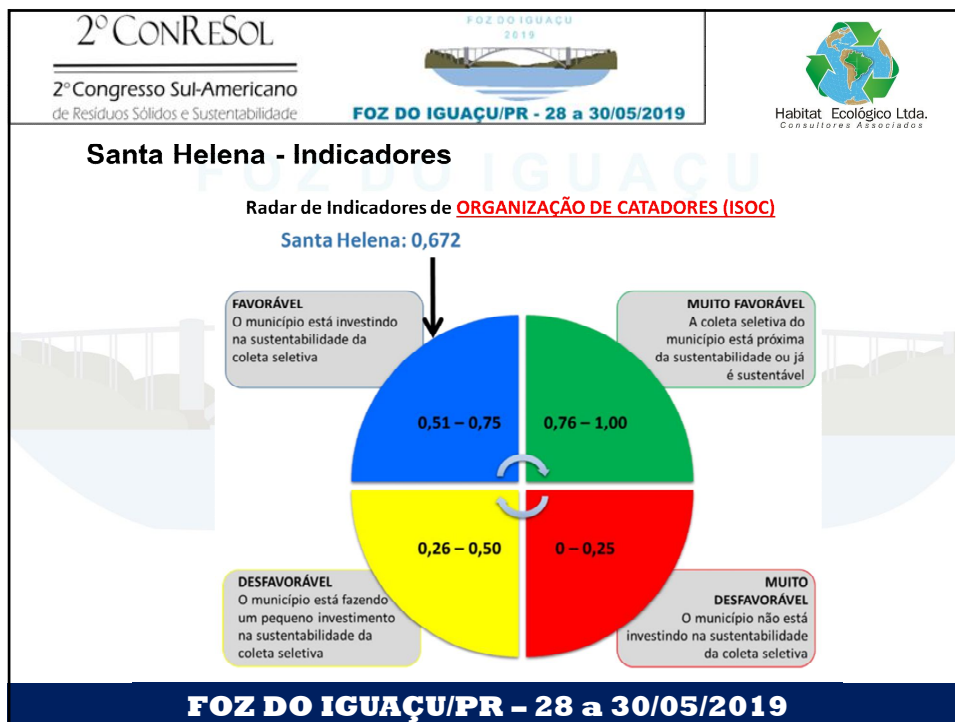 2º CONRESOL
2º Congresso Sul-Americano
de Resíduos Sólidos e Sustentabilidade
FOZ DO IGUAÇU
2019
FOZ DO IGUAÇU/PR - 28 a 30/05/2019
Habitat Ecológico Ltda.
Consultores Associados
Santa Helena - Indicadores
FOZ DO IGUAÇU
Radar de Indicadores de ORGANIZAÇÃO DE CATADORES (ISOC)
Santa Helena: 0,672
FAVORÁVEL
O município está investindo
na sustentabilidade da
coleta seletiva
MUITO FAVORÁVEL
A coleta seletiva do
município está próxima
da sustentabilidade ou já
é sustentável
0,51 – 0,75
0,76 – 1,00
0,26 – 0,50
0 – 0,25
DESFAVORÁVEL
O município está fazendo
um pequeno investimento
na sustentabilidade da
coleta seletiva
MUITO
DESFAVORÁVEL
O município não está
investindo na sustentabilidade
da coleta seletiva
FOZ DO IGUAÇU/PR – 28 a 30/05/2019